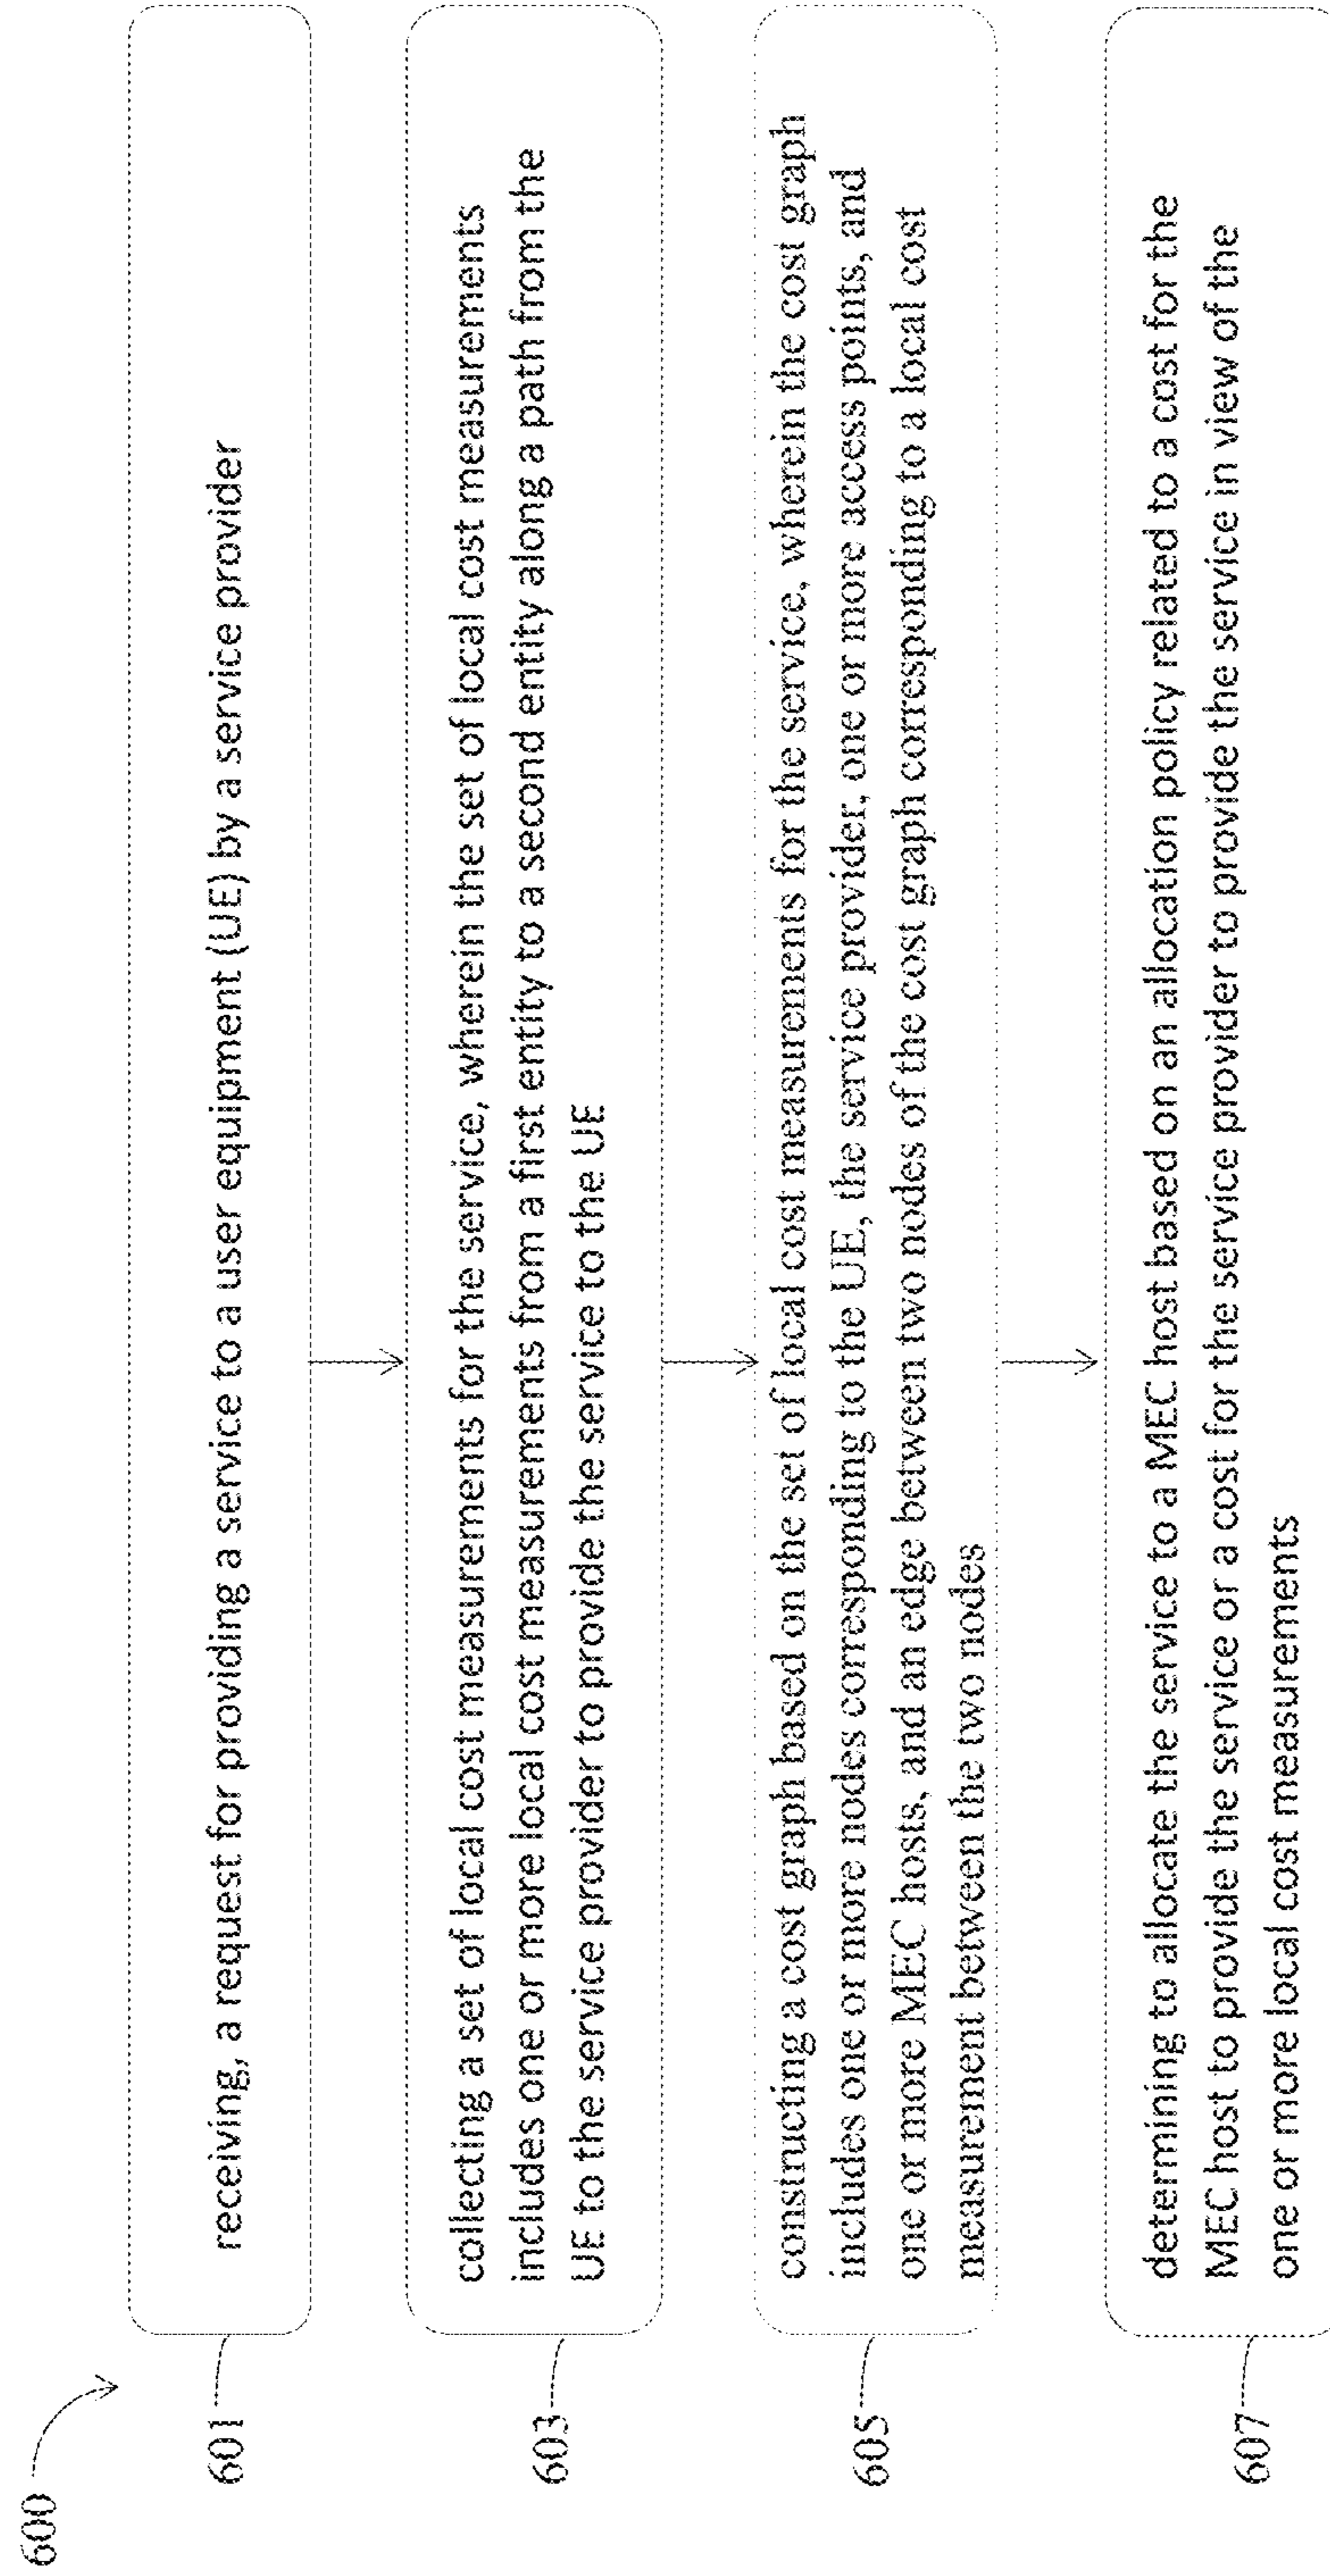 600
601
receiving, a request for providing a service to a user equipment (UE) by a service provider
603
collecting a set of local cost measurements for the service, wherein the set of local cost measurements
includes one or more local cost measurements from a first entity to a second entity along a path from the
UE to the service provider to provide the service to the UE
605
constructing a cost graph based on the set of local cost measurements for the service, wherein the cost graph
includes one or more nodes corresponding to the UE, the service provider, one or more access points, and
one or more MEC hosts, and an edge between two nodes of the cost graph corresponding to a local cost
measurement between the two nodes
607
determining to allocate the service to a MEC host based on an allocation policy related to a cost for the
MEC host to provide the service or a cost for the service provider to provide the service in view of the
one or more local cost measurements